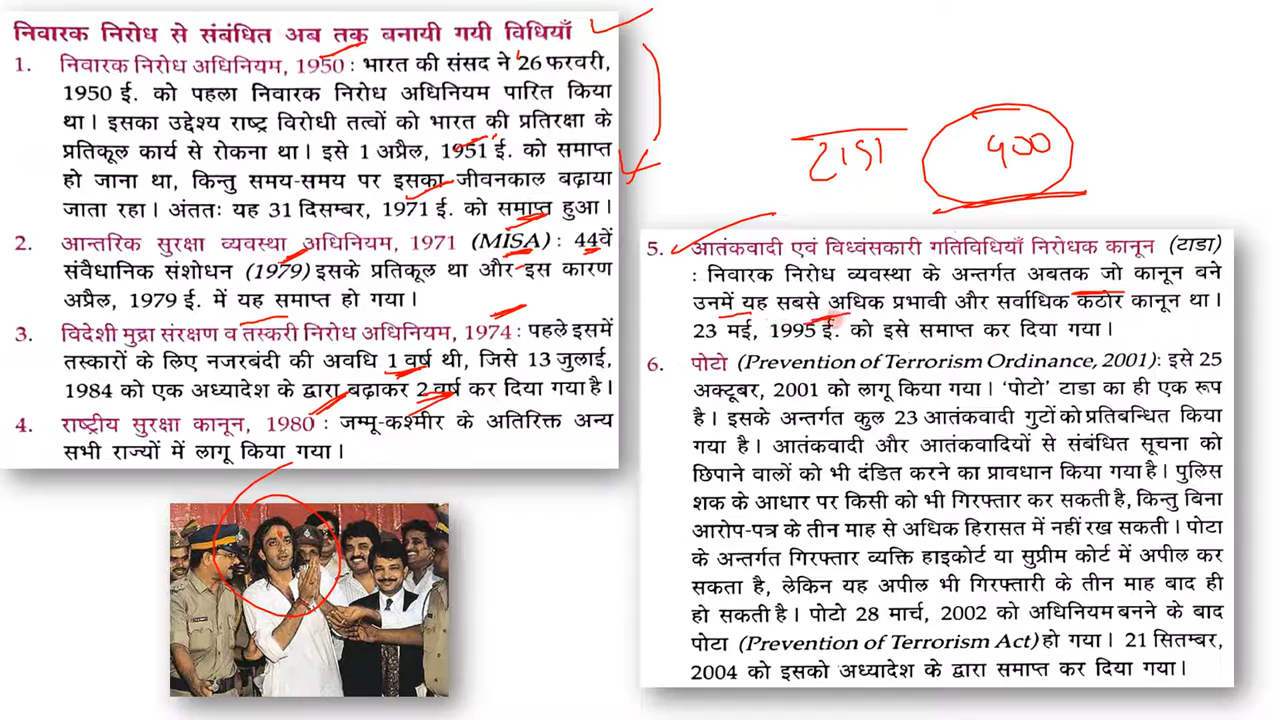 निवारक निरोध से संबंधित अब तक बनायी गयी विधियाँ
1. निवारक निरोध अधिनियम, 1950 : भारत की संसद ने 26 फरवरी,
1950 ई. को पहला निवारक निरोध अधिनियम पारित किया
था। इसका उद्देश्य राष्ट्र विरोधी तत्वों को भारत की प्रतिरक्षा के
प्रतिकूल कार्य से रोकना था। इसे 1 अप्रैल, 1951 ई. को समाप्त
हो जाना था, किन्तु समय-समय पर इसका जीवनकाल बढ़ाया
जाता रहा। अंततः यह 31 दिसम्बर, 1971 ई. को समाप्त हुआ।
2. आन्तरिक सुरक्षा व्यवस्था अधिनियम, 1971 (MISA) : 44वें
संवैधानिक संशोधन (1979) इसके प्रतिकूल था और इस कारण
अप्रैल, 1979 ई. में यह समाप्त हो गया।
3. विदेशी मुद्रा संरक्षण व तस्करी निरोध अधिनियम, 1974 : पहले इसमें
तस्कारों के लिए नजरबंदी की अवधि 1 वर्ष थी, जिसे 13 जुलाई,
1984 को एक अध्यादेश के द्वारा बढ़ाकर 2 वर्ष कर दिया गया है।
4. राष्ट्रीय सुरक्षा कानून, 1980 : जम्मू-कश्मीर के अतिरिक्त अन्य
सभी राज्यों में लागू किया गया।
टाडा 400
5. आतंकवादी एवं विध्वंसकारी गतिविधियाँ निरोधक कानून (टाडा)
: निवारक निरोध व्यवस्था के अन्तर्गत अबतक जो कानून बने
उनमें यह सबसे अधिक प्रभावी और सर्वाधिक कठोर कानून था।
23 मई, 1995 ई. को इसे समाप्त कर दिया गया।
6. पोटो (Prevention of Terrorism Ordinance, 2001): इसे 25
अक्टूबर, 2001 को लागू किया गया। ‘पोटो’ टाडा का ही एक रूप
है। इसके अन्तर्गत कुल 23 आतंकवादी गुटों को प्रतिबन्धित किया
गया है। आतंकवादी और आतंकवादियों से संबंधित सूचना को
छिपाने वालों को भी दंडित करने का प्रावधान किया गया है। पुलिस
शक के आधार पर किसी को भी गिरफ्तार कर सकती है, किन्तु बिना
आरोप-पत्र के तीन माह से अधिक हिरासत में नहीं रख सकती। पोटा
के अन्तर्गत गिरफ्तार व्यक्ति हाइकोर्ट या सुप्रीम कोर्ट में अपील कर
सकता है, लेकिन यह अपील भी गिरफ्तारी के तीन माह बाद ही
हो सकती है। पोटो 28 मार्च, 2002 को अधिनियम बनने के बाद
पोटा (Prevention of Terrorism Act) हो गया। 21 सितम्बर,
2004 को इसको अध्यादेश के द्वारा समाप्त कर दिया गया।